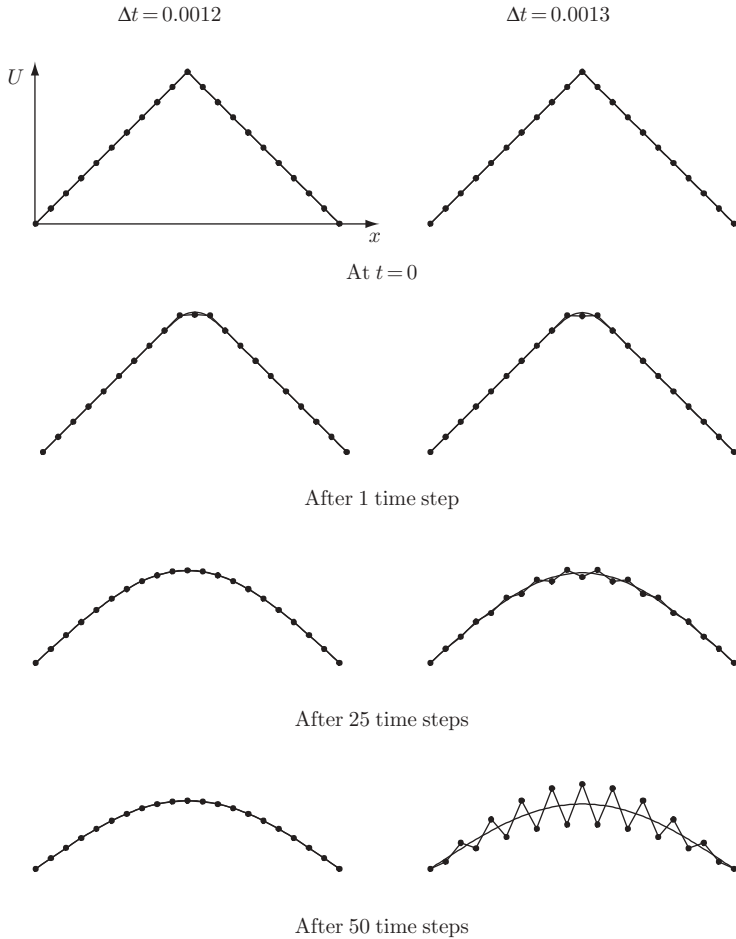 Δt = 0.0012 Δt = 0.0013
U
x
At t = 0
After 1 time step
After 25 time steps
After 50 time steps